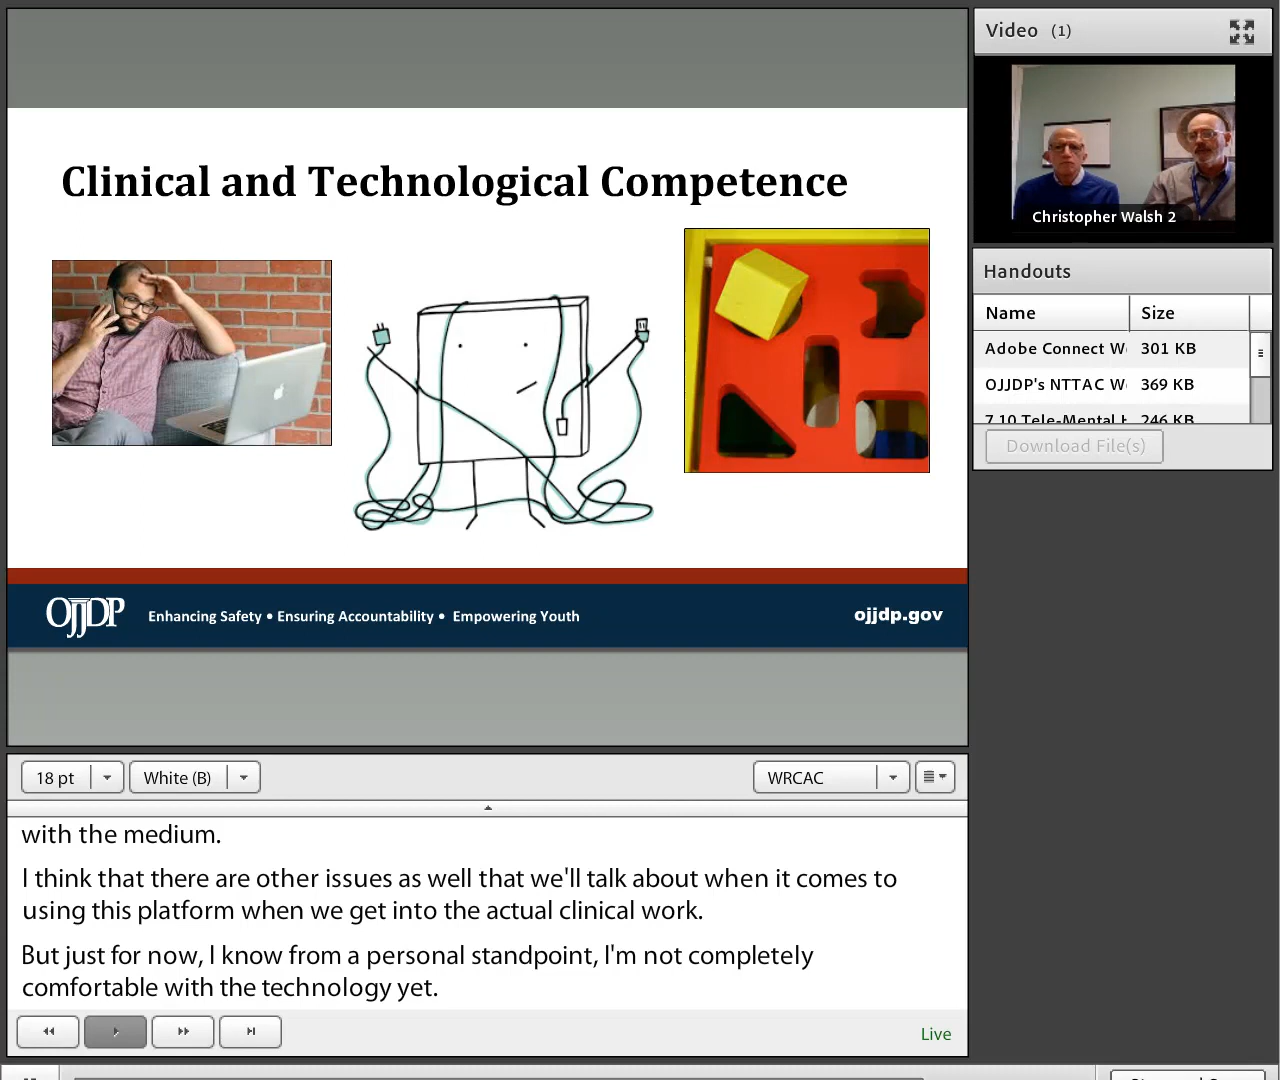 Video (1)
Clinical and Technological Competence
Christopher Walsh 2
Handouts
Name Size
Adobe Connect W 301 KB
OJJDP's NTTAC W 369 KB
7.10 Tele-Mental H 246 KB
Download File(s)
OJJDP Enhancing Safety • Ensuring Accountability • Empowering Youth ojjdp.gov
18 pt White (B) WRCAC
with the medium.
I think that there are other issues as well that we'll talk about when it comes to
using this platform when we get into the actual clinical work.
But just for now, I know from a personal standpoint, I'm not completely
comfortable with the technology yet.
Live